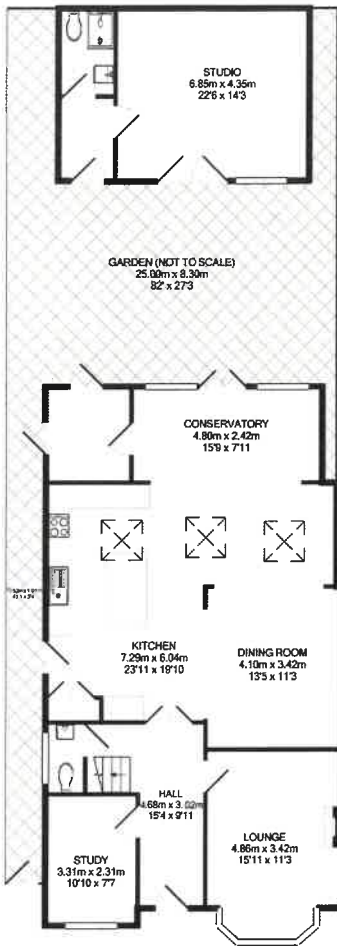 STUDIO
6.85m x 4.35m
22'6 x 14'3
GARDEN (NOT TO SCALE)
25.00m x 8.30m
82' x 27'3
CONSERVATORY
4.80m x 2.42m
15'9 x 7'11
KITCHEN
7.29m x 6.04m
23'11 x 19'10
DINING ROOM
4.10m x 3.42m
13'5 x 11'3
HALL
4.68m x 3.02m
15'4 x 9'11
STUDY
3.31m x 2.31m
10'10 x 7'7
LOUNGE
4.86m x 3.42m
15'11 x 11'3